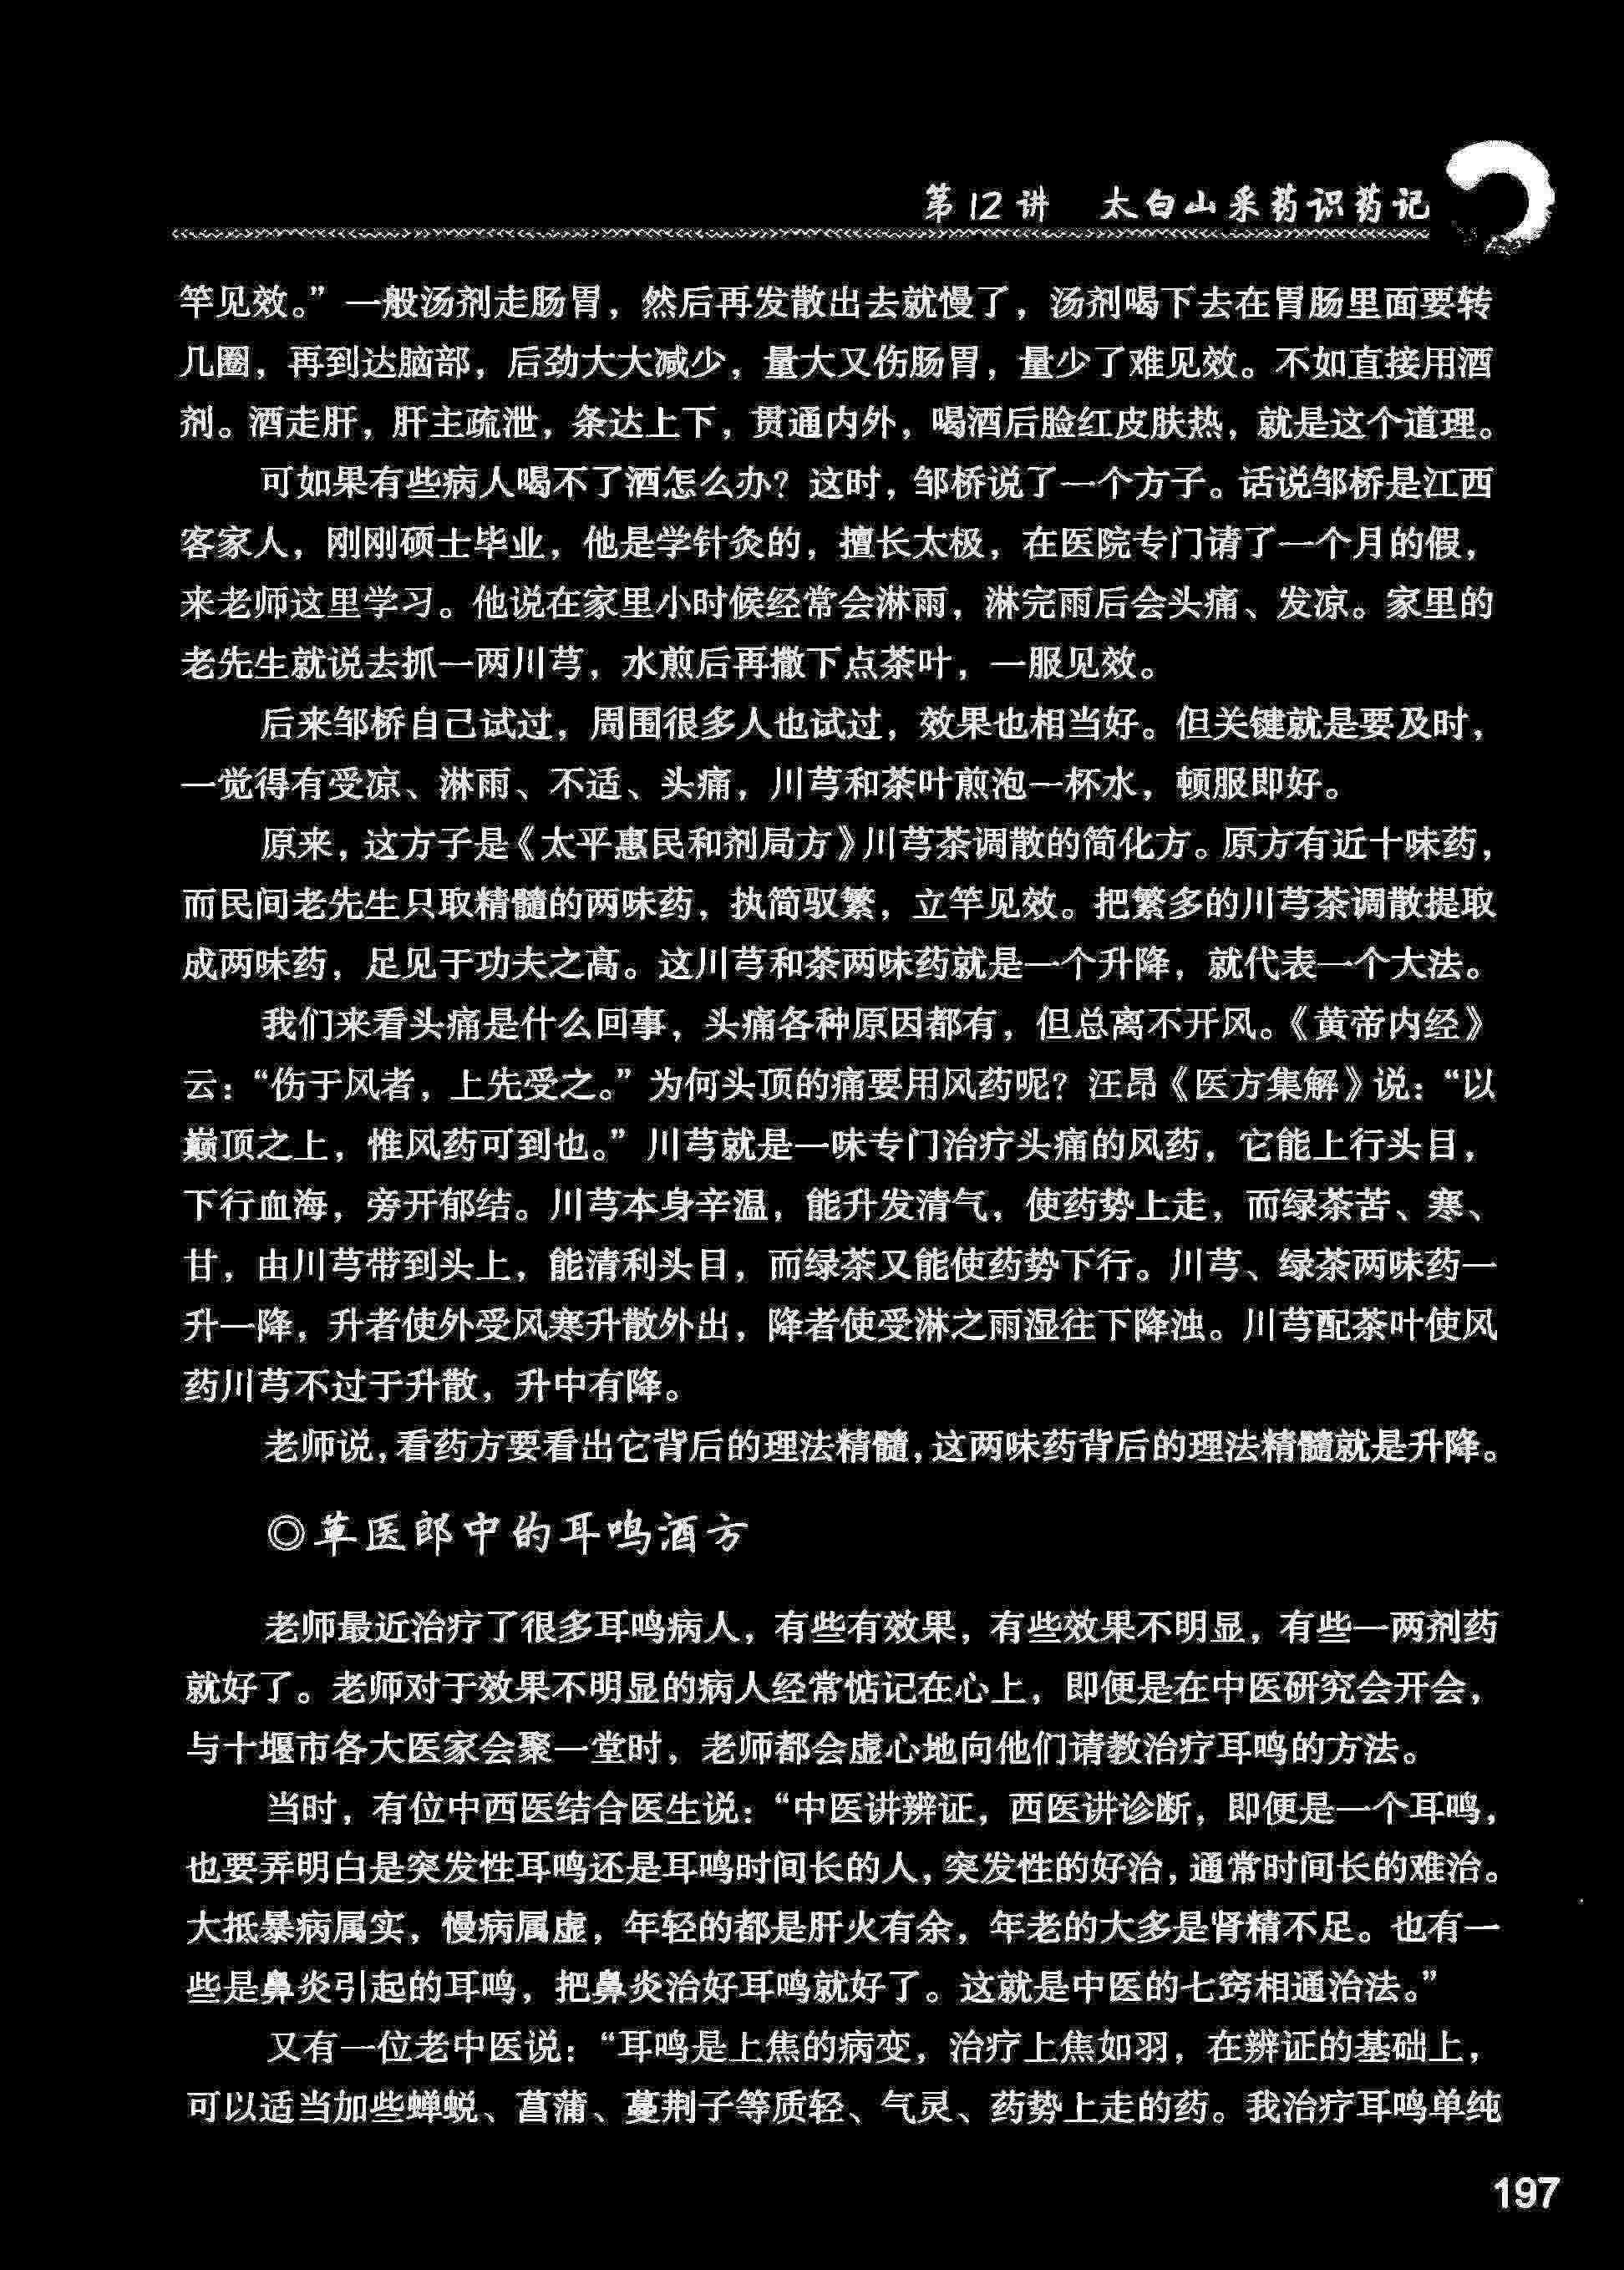 第12讲 太白山采药识药记
竿见效。”一般汤剂走肠胃，然后再发散出去就慢了，汤剂喝下去在胃肠里面要转
几圈，再到达脑部，后劲大大减少，量大又伤肠胃，量少了难见效。不如直接用酒
剂。酒走肝，肝主疏泄，条达上下，贯通内外，喝酒后脸红皮肤热，就是这个道理。
可如果有些病人喝不了酒怎么办？这时，邹桥说了一个方子。话说邹桥是江西
客家人，刚刚硕士毕业，他是学针灸的，擅长太极，在医院专门请了一个月的假，
来老师这里学习。他说在家里小时候经常会淋雨，淋完雨后会头痛、发凉。家里的
老先生就说去抓一两川芎，水煎后再撒下点茶叶，一服见效。
后来邹桥自己试过，周围很多人也试过，效果也相当好。但关键就是要及时，
一觉得有受凉、淋雨、不适、头痛，川芎和茶叶煎泡一杯水，顿服即好。
原来，这方子是《太平惠民和剂局方》川芎茶调散的简化方。原方有近十味药，
而民间老先生只取精髓的两味药，执简驭繁，立竿见效。把繁多的川芎茶调散提取
成两味药，足见于功夫之高。这川芎和茶两味药就是一个升降，就代表一个大法。
我们来看头痛是什么回事，头痛各种原因都有，但总离不开风。《黄帝内经》
云：“伤于风者，上先受之。”为何头顶的痛要用风药呢？汪昂《医方集解》说：“以
巅顶之上，惟风药可到也。”川芎就是一味专门治疗头痛的风药，它能上行头目，
下行血海，旁开郁结。川芎本身辛温，能升发清气，使药势上走，而绿茶苦、寒、
甘，由川芎带到头上，能清利头目，而绿茶又能使药势下行。川芎、绿茶两味药一
升一降，升者使外受风寒升散外出，降者使受淋之雨湿往下降浊。川芎配茶叶使风
药川芎不过于升散，升中有降。
老师说，看药方要看出它背后的理法精髓，这两味药背后的理法精髓就是升降。
◎草医郎中的耳鸣酒方
老师最近治疗了很多耳鸣病人，有些有效果，有些效果不明显，有些一两剂药
就好了。老师对于效果不明显的病人经常惦记在心上，即便是在中医研究会开会，
与十堰市各大医家会聚一堂时，老师都会虚心地向他们请教治疗耳鸣的方法。
当时，有位中西医结合医生说：“中医讲辨证，西医讲诊断，即便是一个耳鸣，
也要弄明白是突发性耳鸣还是耳鸣时间长的人，突发性的好治，通常时间长的难治。
大抵暴病属实，慢病属虚，年轻的都是肝火有余，年老的大多是肾精不足。也有一
些是鼻炎引起的耳鸣，把鼻炎治好耳鸣就好了。这就是中医的七窍相通治法。”
又有一位老中医说：“耳鸣是上焦的病变，治疗上焦如羽，在辨证的基础上，
可以适当加些蝉蜕、菖蒲、蔓荆子等质轻、气灵、药势上走的药。我治疗耳鸣单纯
197